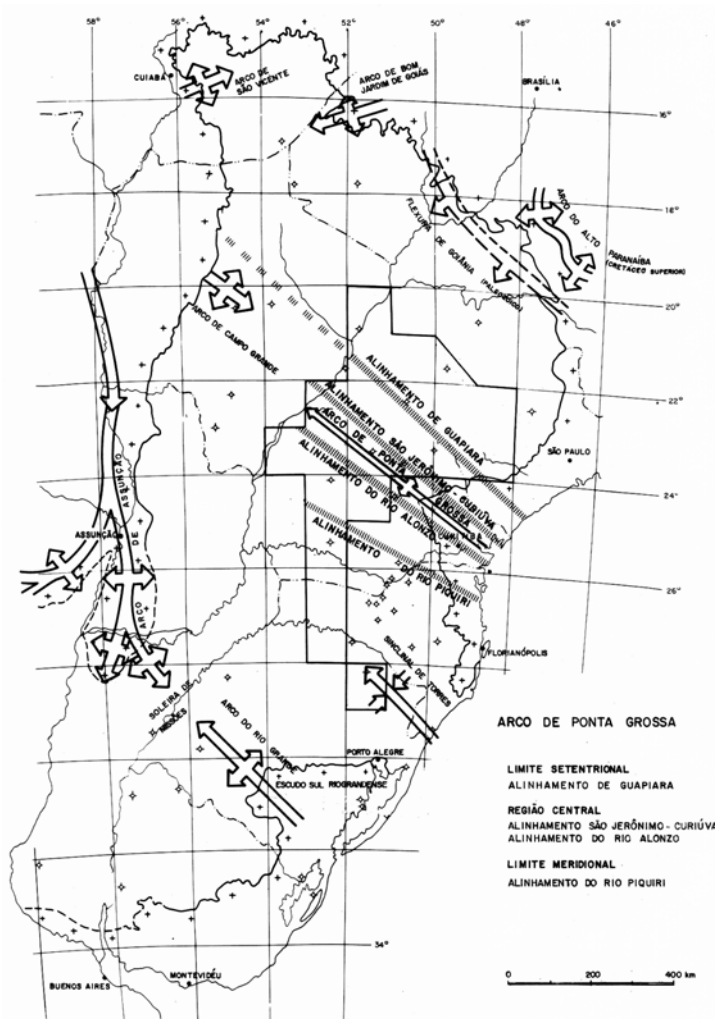 58°
56°
54°
52°
50°
48°
46°
CUIABÁ
ARCO DE
SÃO VICENTE
ARCO DE BOM
JARDIM DE GOIÁS
BRASÍLIA
16°
18°
FLEXURA DE GOIÂNIA
(PALEOZOICO)
ARCO DO ALTO
PARANAÍBA
(CRETÁCEO SUPERIOR)
20°
ARCO DE CAMPO GRANDE
ALINHAMENTO DE GUAPIARA
22°
ALINHAMENTO SÃO JERÔNIMO - CURIÚVA
ARCO DE PONTA GROSSA
SÃO PAULO
ALINHAMENTO DO RIO ALONZO
24°
CURITIBA
ALINHAMENTO DO RIO PIQUIRI
ASSUNÇÃO
ARCO DE ASSUNÇÃO
26°
FLORIANÓPOLIS
SINCLINAL DE TORRES
SOLEIRA DE
MISSÕES
ARCO DO RIO GRANDE
PORTO ALEGRE
ESCUDO SUL RIOGRANDENSE
34°
BUENOS AIRES
MONTEVIDÉU
ARCO DE PONTA GROSSA
LIMITE SETENTRIONAL
ALINHAMENTO DE GUAPIARA
REGIÃO CENTRAL
ALINHAMENTO SÃO JERÔNIMO - CURIÚVA
ALINHAMENTO DO RIO ALONZO
LIMITE MERIDIONAL
ALINHAMENTO DO RIO PIQUIRI
0 200 400 km